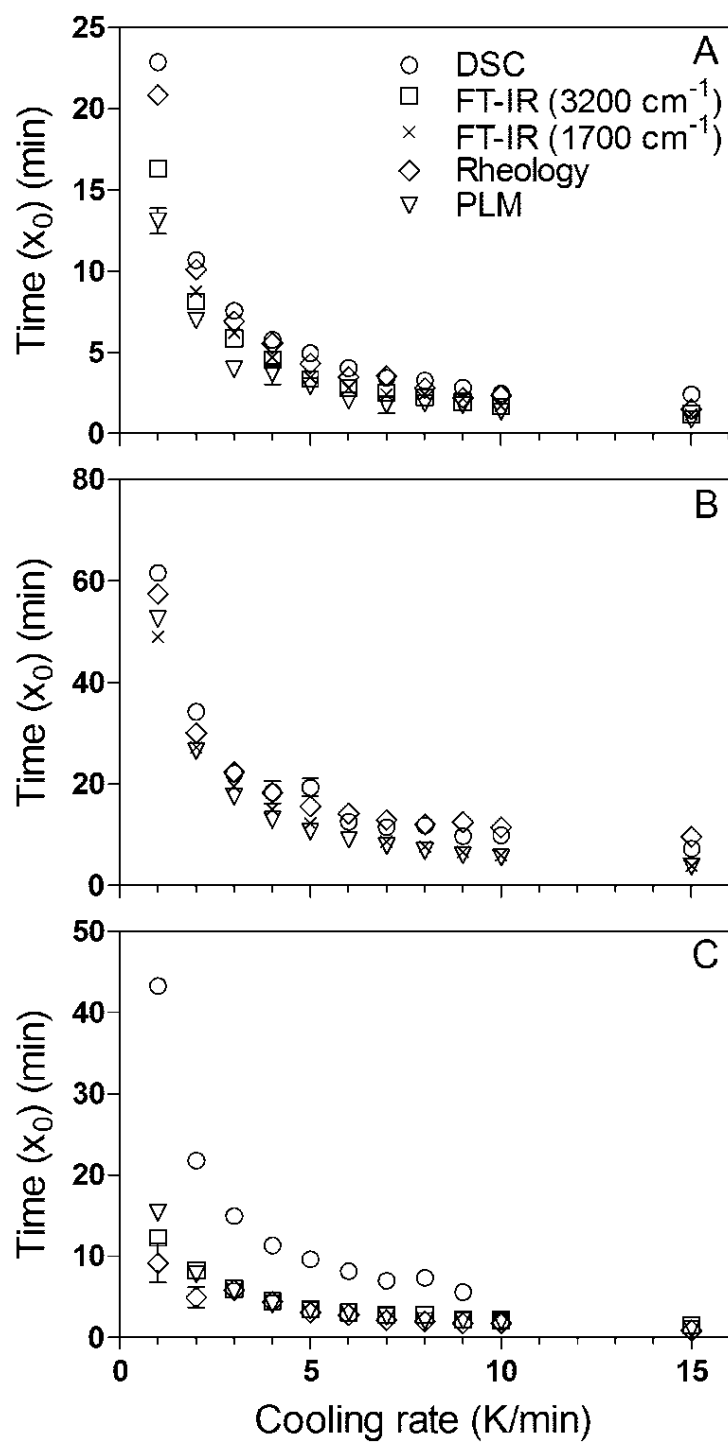 25
20
15
10
5
0
Time (x₀) (min)
A
DSC
FT-IR (3200 cm⁻¹)
FT-IR (1700 cm⁻¹)
Rheology
PLM
80
60
40
20
0
Time (x₀) (min)
B
50
40
30
20
10
0
Time (x₀) (min)
C
0 5 10 15
Cooling rate (K/min)